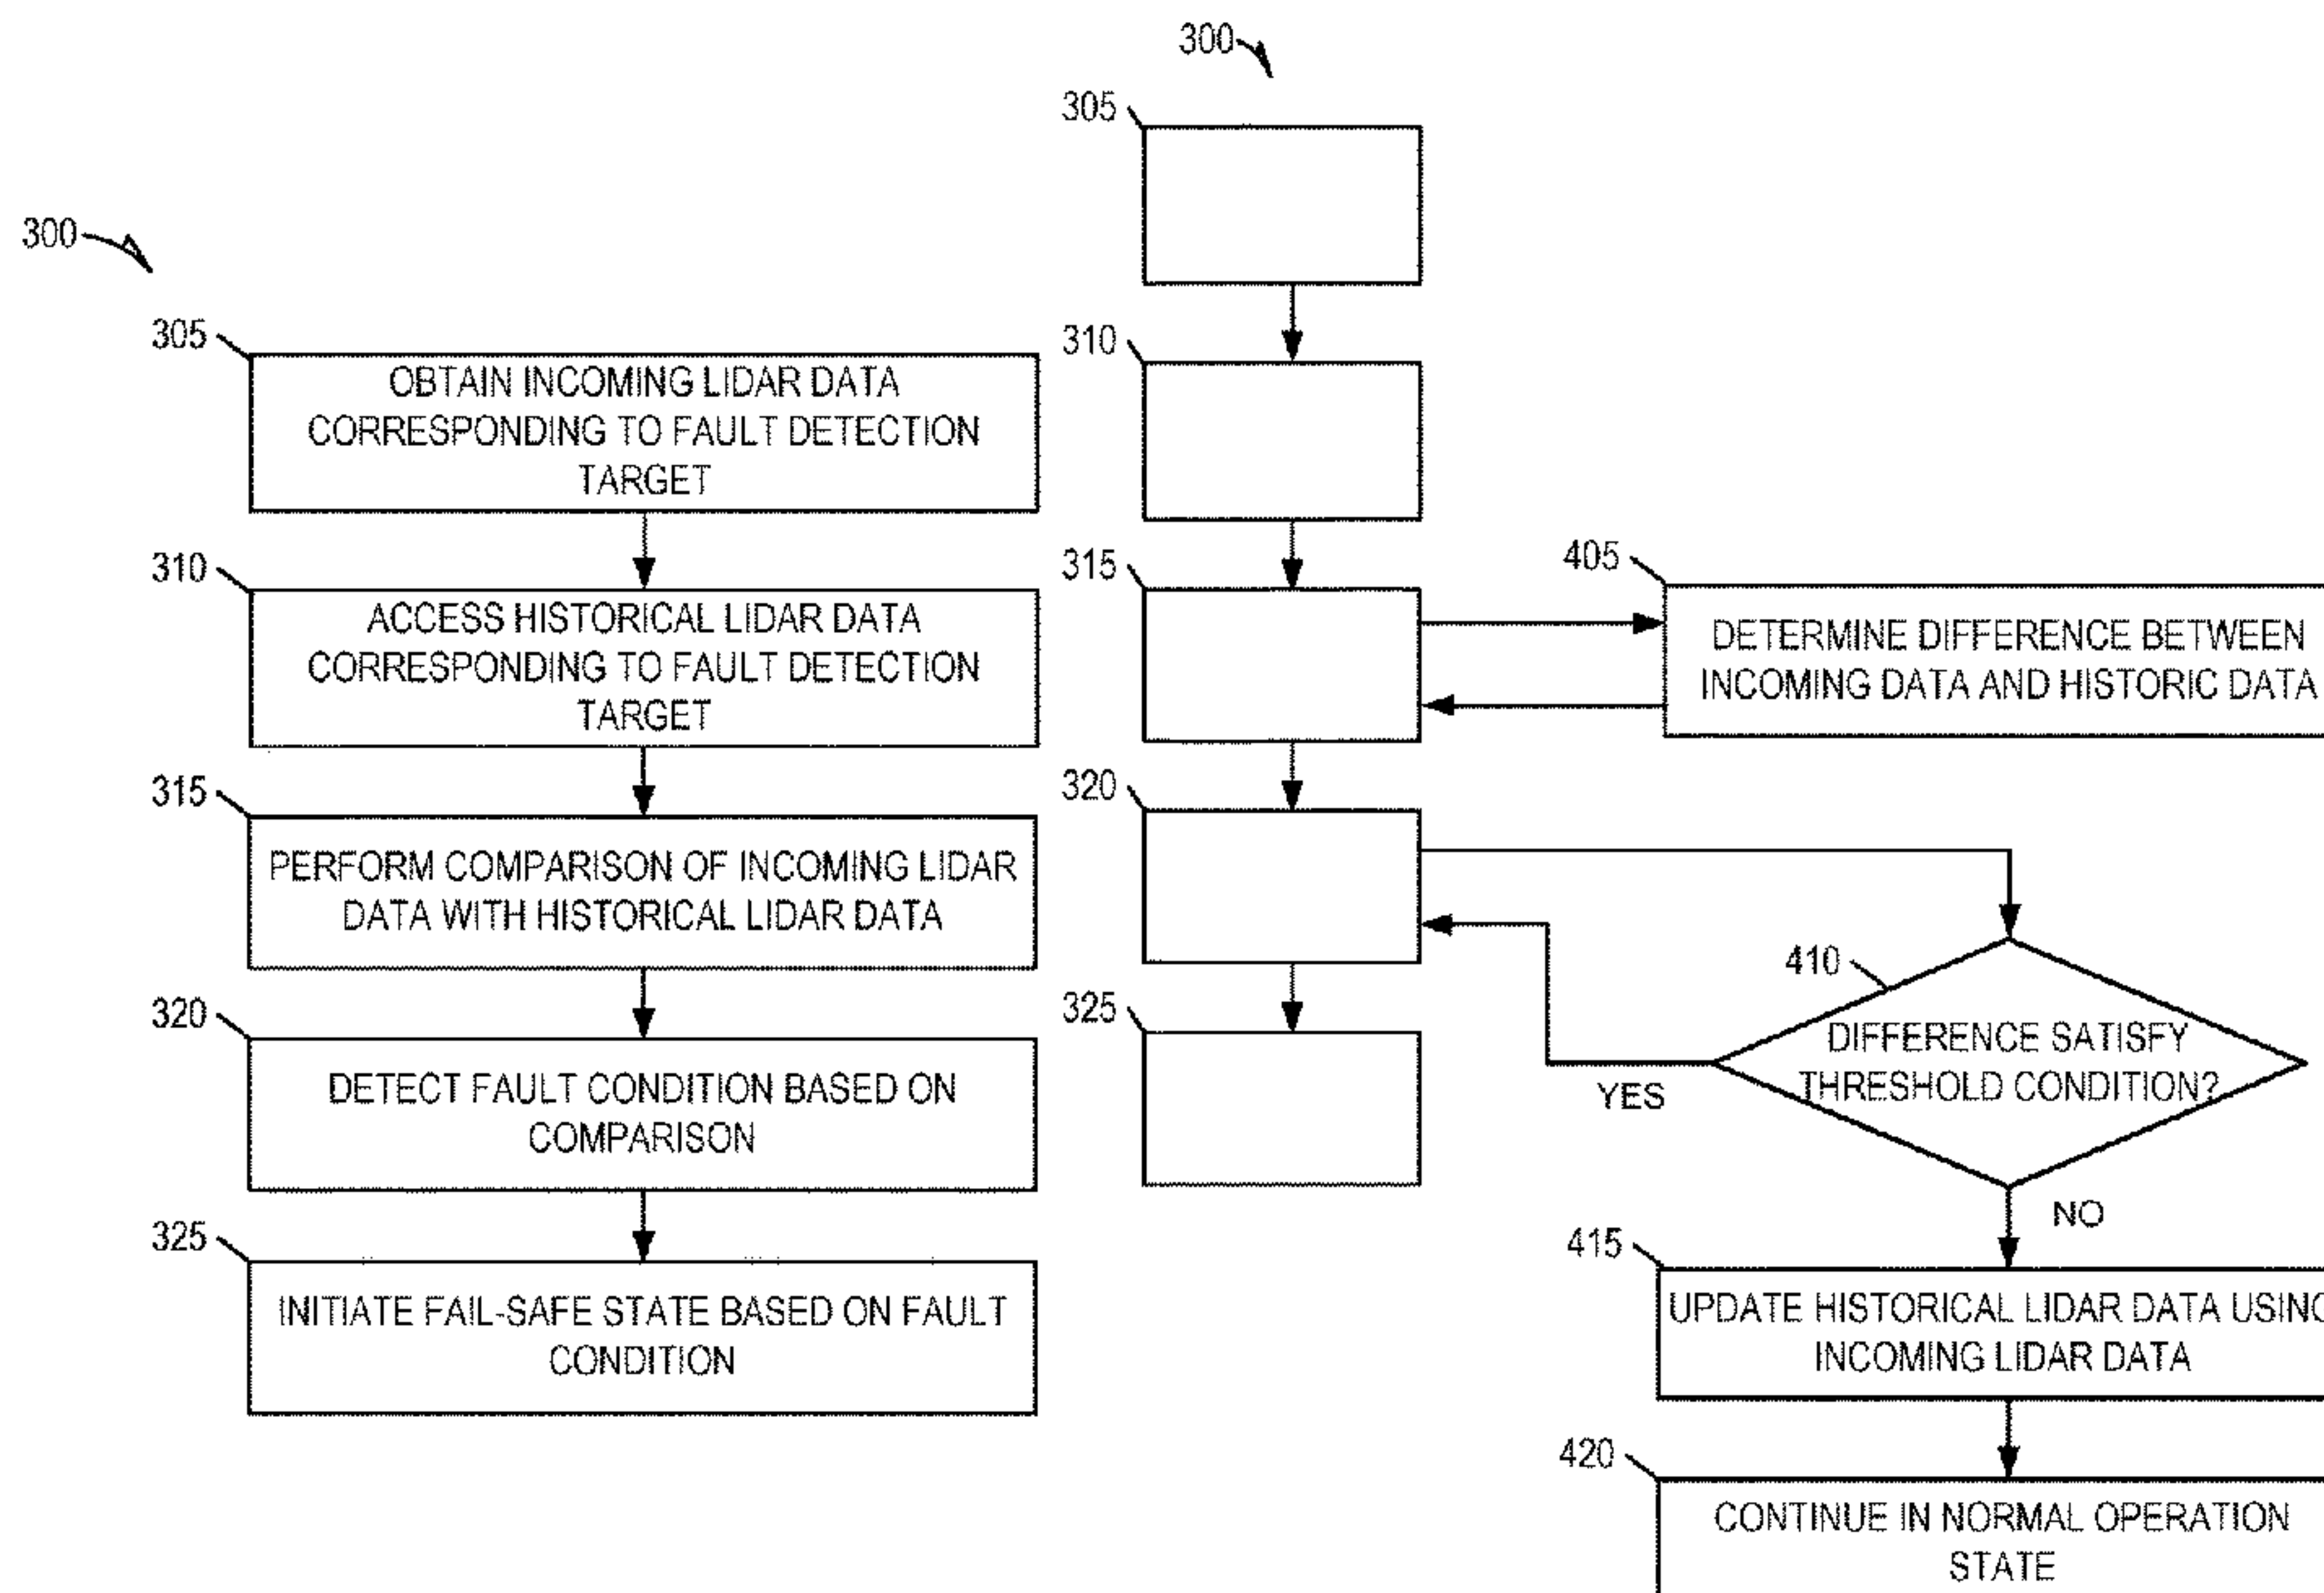 300
305
OBTAIN INCOMING LIDAR DATA
CORRESPONDING TO FAULT DETECTION
TARGET
310
ACCESS HISTORICAL LIDAR DATA
CORRESPONDING TO FAULT DETECTION
TARGET
315
PERFORM COMPARISON OF INCOMING LIDAR
DATA WITH HISTORICAL LIDAR DATA
320
DETECT FAULT CONDITION BASED ON
COMPARISON
325
INITIATE FAIL-SAFE STATE BASED ON FAULT
CONDITION
300
305
310
315
405
DETERMINE DIFFERENCE BETWEEN
INCOMING DATA AND HISTORIC DATA
320
410
DIFFERENCE SATISFY
THRESHOLD CONDITION?
YES
NO
325
415
UPDATE HISTORICAL LIDAR DATA USING
INCOMING LIDAR DATA
420
CONTINUE IN NORMAL OPERATION
STATE